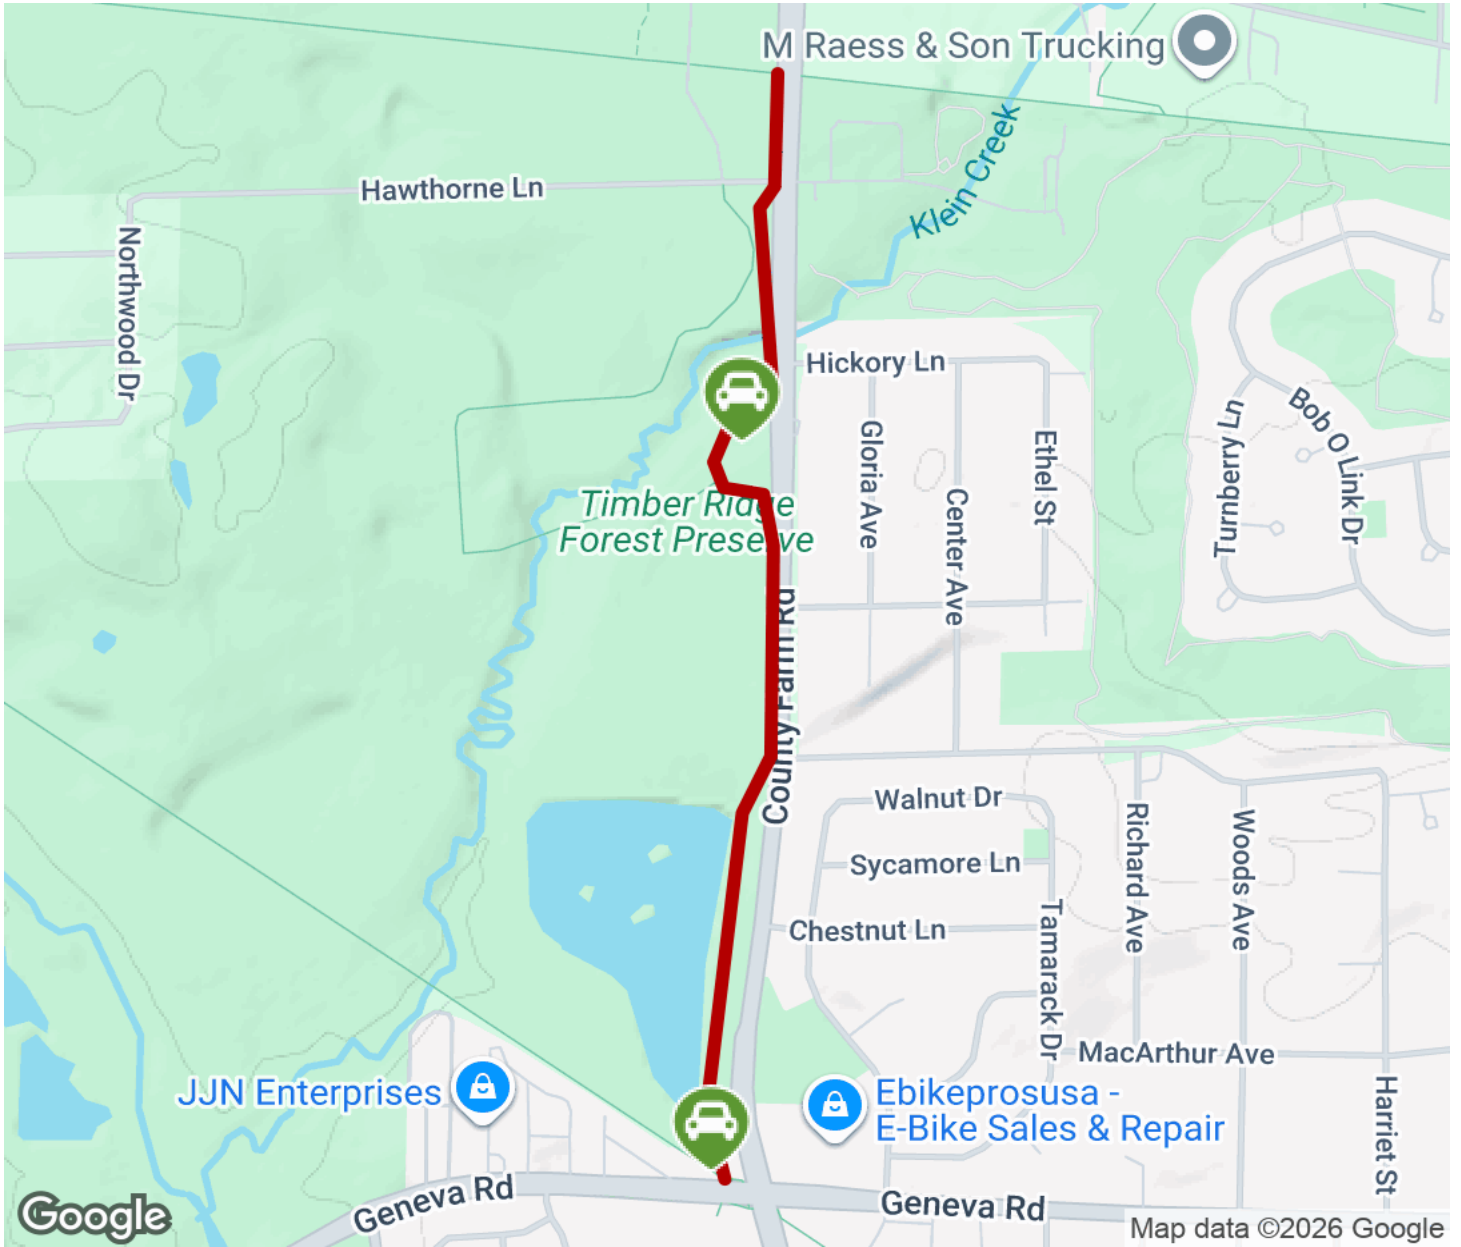 M Raess & Son Trucking
Klein Creek
Hawthorne Ln
Northwood Dr
Hickory Ln
Gloria Ave
Center Ave
Ethel St
Turnberry Ln
Bob O Link Dr
Timber Ridge
Forest Preserve
County Farm Rd
Walnut Dr
Sycamore Ln
Chestnut Ln
Tamarack Dr
Richard Ave
Woods Ave
MacArthur Ave
Harriet St
JJN Enterprises
Ebikeprosusa -
E-Bike Sales & Repair
Geneva Rd
Geneva Rd
Google
Map data ©2026 Google